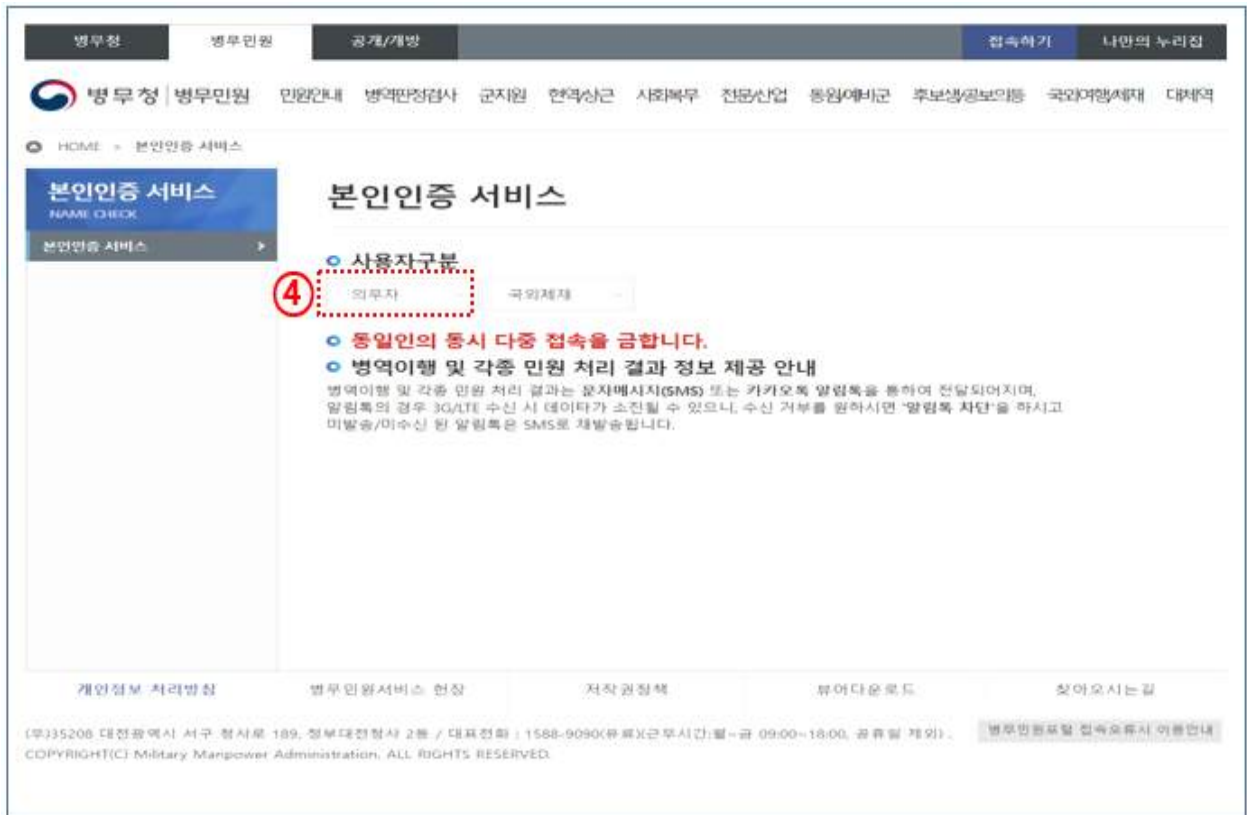 병무청 병무민원 공개/개방 접속하기 나만의 누리집
병무청 병무민원 민원안내 병역판정검사 군지원 현역/상근 사회복무 전문/산업 동원/예비군 후보생/공보의등 국외여행/체재 대체역
HOME > 본인인증 서비스
본인인증 서비스
NAME CHECK
본인인증 서비스
본인인증 서비스
사용자구분
④ 의무자 국외체재
동일인의 동시 다중 접속을 금합니다.
병역이행 및 각종 민원 처리 결과 정보 제공 안내
병역이행 및 각종 민원 처리 결과는 문자메시지(SMS) 또는 카카오톡 알림톡을 통하여 전달되어지며,
알림톡의 경우 3G/LTE 수신 시 데이타가 소진될 수 있으니, 수신 거부를 원하시면 '알림톡 차단'을 하시고
미발송/미수신 된 알림톡은 SMS로 재발송됩니다.
개인정보 처리방침 병무민원서비스 헌장 저작권정책 뷰어다운로드 찾아오시는길
(우)35208 대전광역시 서구 청사로 189, 정부대전청사 2동 / 대표전화 : 1588-9090(유료)(근무시간:월~금 09:00~18:00, 공휴일 제외) . 병무민원포털 접속오류시 이용안내
COPYRIGHT(C) Military Manpower Administration, ALL RIGHTS RESERVED.